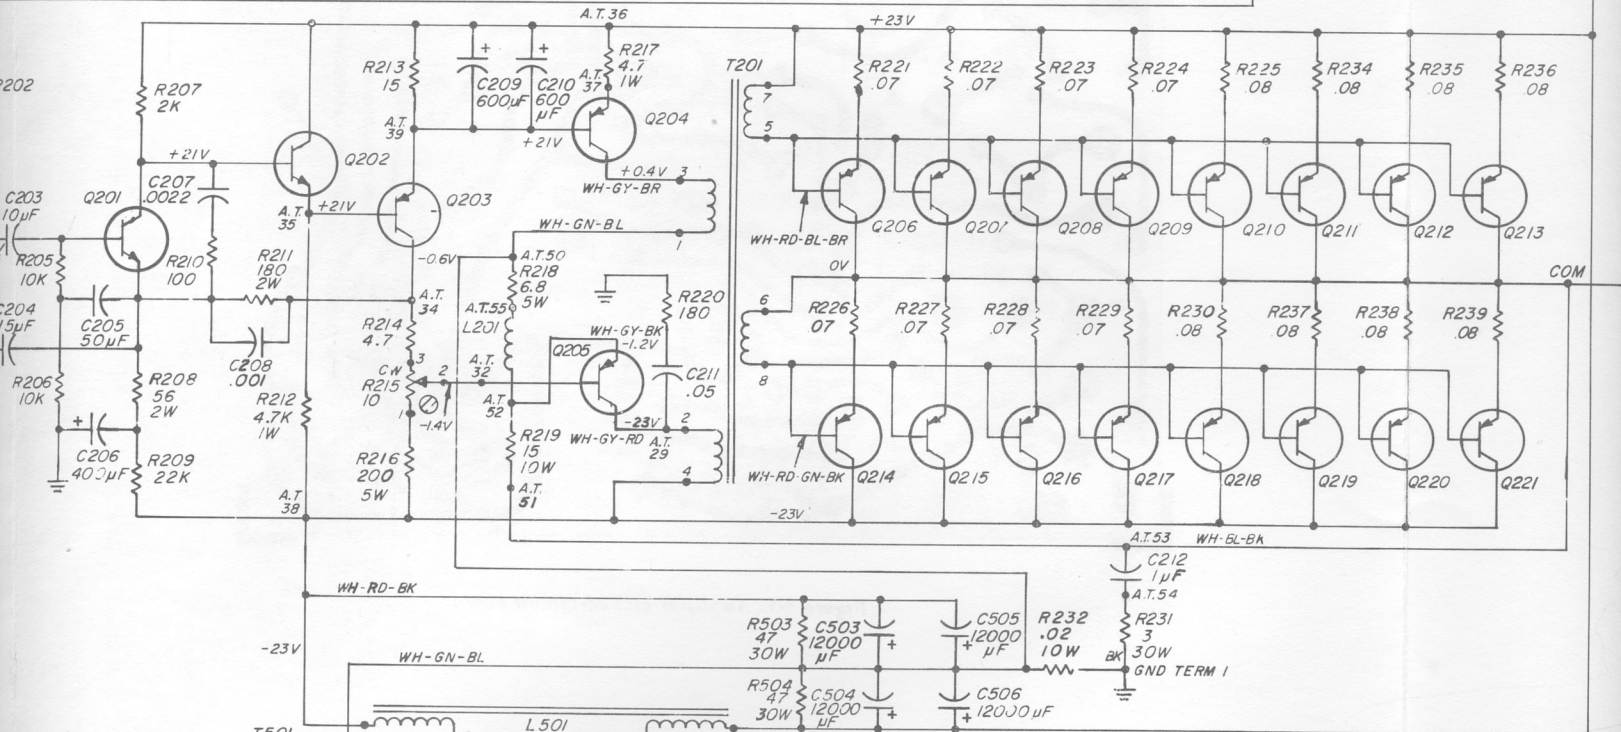 A.T.36
+23V
R213
15
C209
600µF
C210
600
µF
A.T.
37
R217
4.7
1W
T201
7
5
R221
.07
R222
.07
R223
.07
R224
.07
R225
.08
R234
.08
R235
.08
R236
.08
202
R207
2K
A.T.
39
+21V
Q204
+21V
Q202
+0.4V
3
WH-GY-BR
C203
10µF
Q201
C207
.0022
A.T.
35
+21V
Q203
WH-GN-BL
1
WH-RD-BL-BR
Q206
Q207
Q208
Q209
Q210
Q211
Q212
Q213
R205
10K
R210
100
R211
180
2W
-0.6V
A.T.50
R218
6.8
5W
0V
COM
C204
15µF
C205
50µF
A.T.
34
A.T.55
L201
R220
180
6
R226
.07
R227
.07
R228
.07
R229
.07
R230
.08
R237
.08
R238
.08
R239
.08
R214
4.7
WH-GY-BK
-1.2V
Q205
C208
.001
3
CW
R215
10
2
A.T.
32
C211
.05
8
R206
10K
R208
56
2W
R212
4.7K
1W
1
-1.4V
A.T.
52
-23V
2
WH-GY-RD
A.T.
29
C206
400µF
R209
22K
R216
200
5W
R219
15
10W
4
WH-RD-GN-BK
Q214
Q215
Q216
Q217
Q218
Q219
Q220
Q221
A.T.
38
A.T.
51
-23V
A.T.53
WH-BL-BK
C212
1µF
WH-RD-BK
A.T.54
R503
47
30W
C503
12000
µF
C505
12000
µF
R232
.02
10W
R231
3
30W
-23V
WH-GN-BL
BK
GND TERM 1
R504
47
30W
C504
12000
µF
C506
12000µF
T501
L501